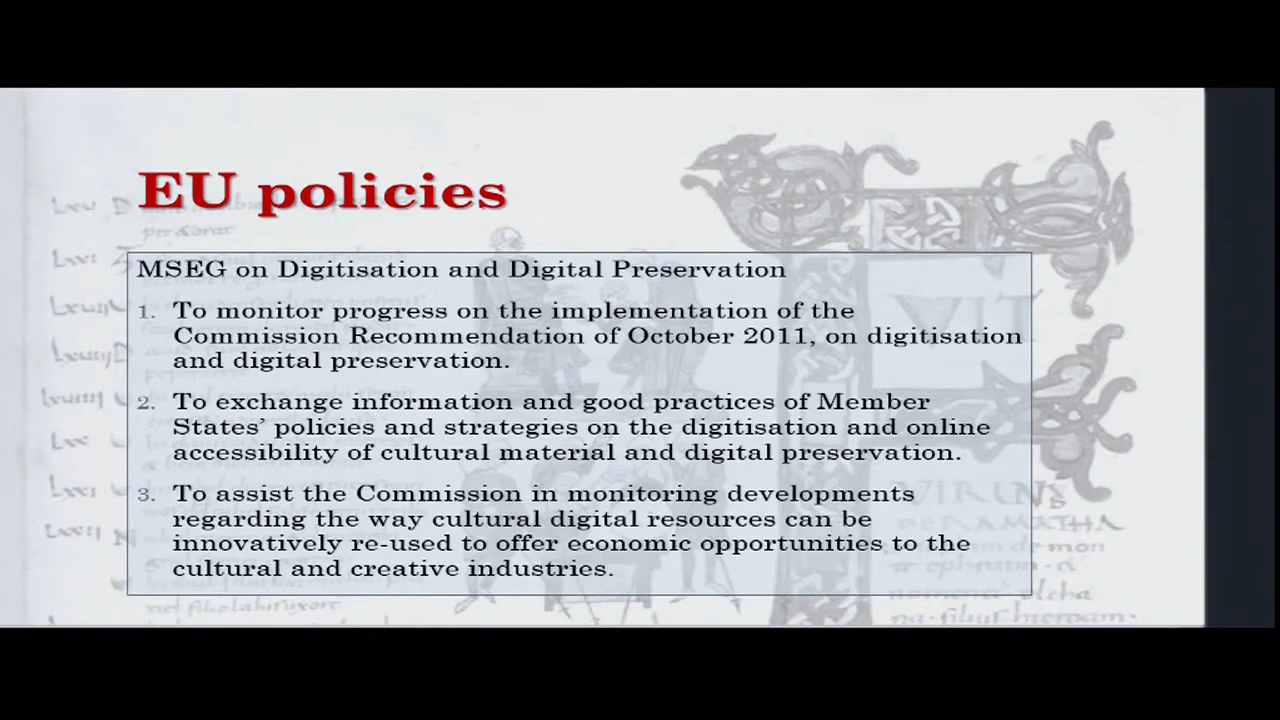 EU policies
MSEG on Digitisation and Digital Preservation
1. To monitor progress on the implementation of the
Commission Recommendation of October 2011, on digitisation
and digital preservation.
2. To exchange information and good practices of Member
States’ policies and strategies on the digitisation and online
accessibility of cultural material and digital preservation.
3. To assist the Commission in monitoring developments
regarding the way cultural digital resources can be
innovatively re-used to offer economic opportunities to the
cultural and creative industries.
VIT